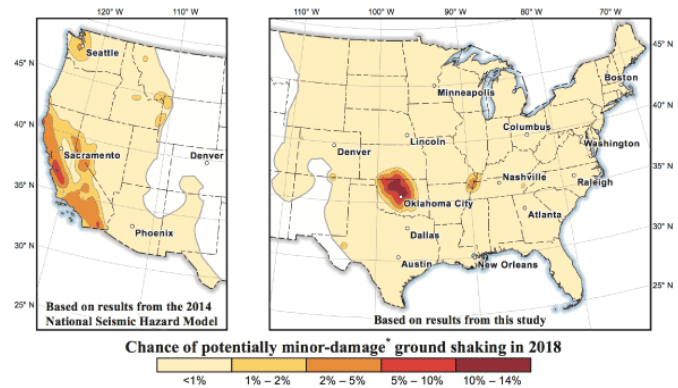 120° W
110° W
45° N
40° N
35° N
30° N
25° N
Seattle
Sacramento
Denver
Phoenix
Based on results from the 2014
National Seismic Hazard Model
100° W
90° W
80° W
70° W
45° N
40° N
35° N
30° N
25° N
Minneapolis
Boston
Lincoln
Columbus
Denver
Washington
Nashville
Raleigh
Oklahoma City
Atlanta
Dallas
Austin
New Orleans
Based on results from this study
Chance of potentially minor-damage* ground shaking in 2018
<1% 1% – 2% 2% – 5% 5% – 10% 10% – 14%